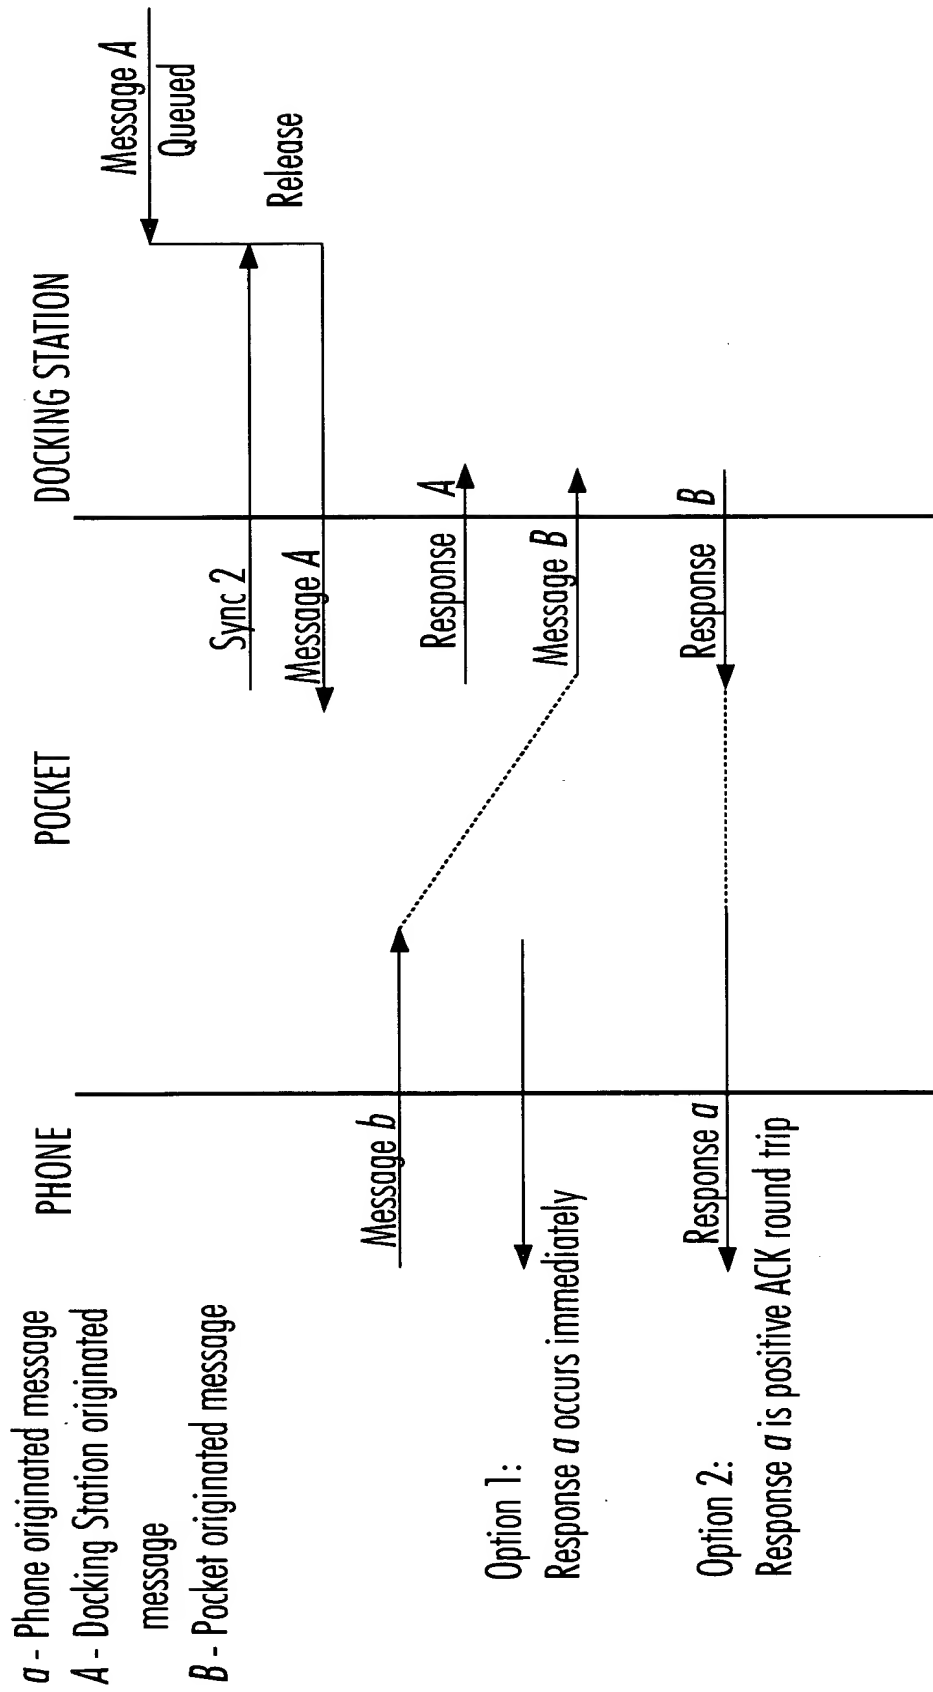 a - Phone originated message
A - Docking Station originated
message
B - Pocket originated message
PHONE
POCKET
DOCKING STATION
Message A
Queued
Sync 2
Release
Message A
Message b
Response A
Option 1:
Response a occurs immediately
Message B
Option 2:
Response a
Response B
Response a is positive ACK round trip